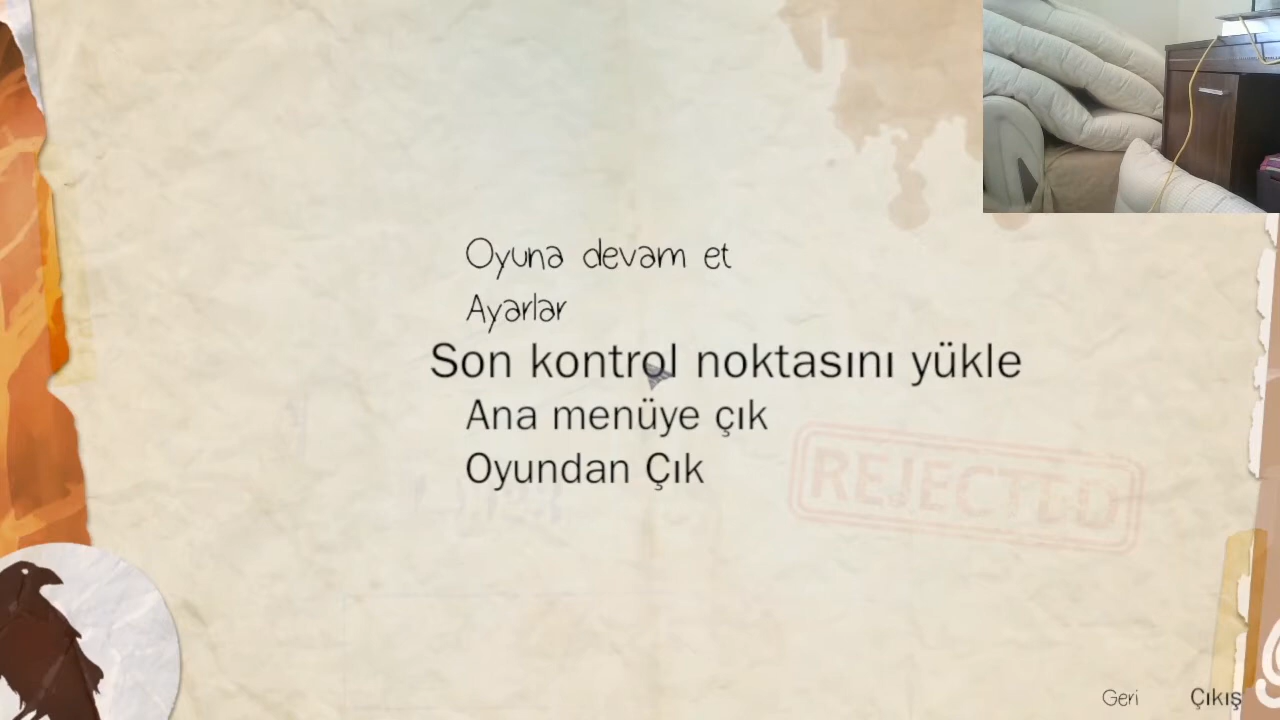 Oyuna devam et
Ayarlar
Son kontrol noktasını yükle
Ana menüye çık
Oyundan Çık
REJECTED
Geri
Çıkış